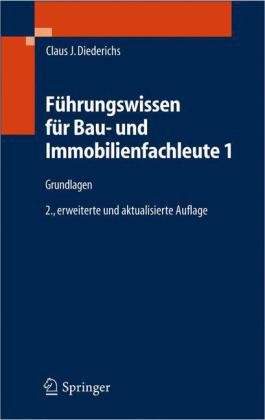 Claus J. Diederichs
Führungswissen
für Bau- und
Immobilienfachleute 1
Grundlagen
2., erweiterte und aktualisierte Auflage
Springer